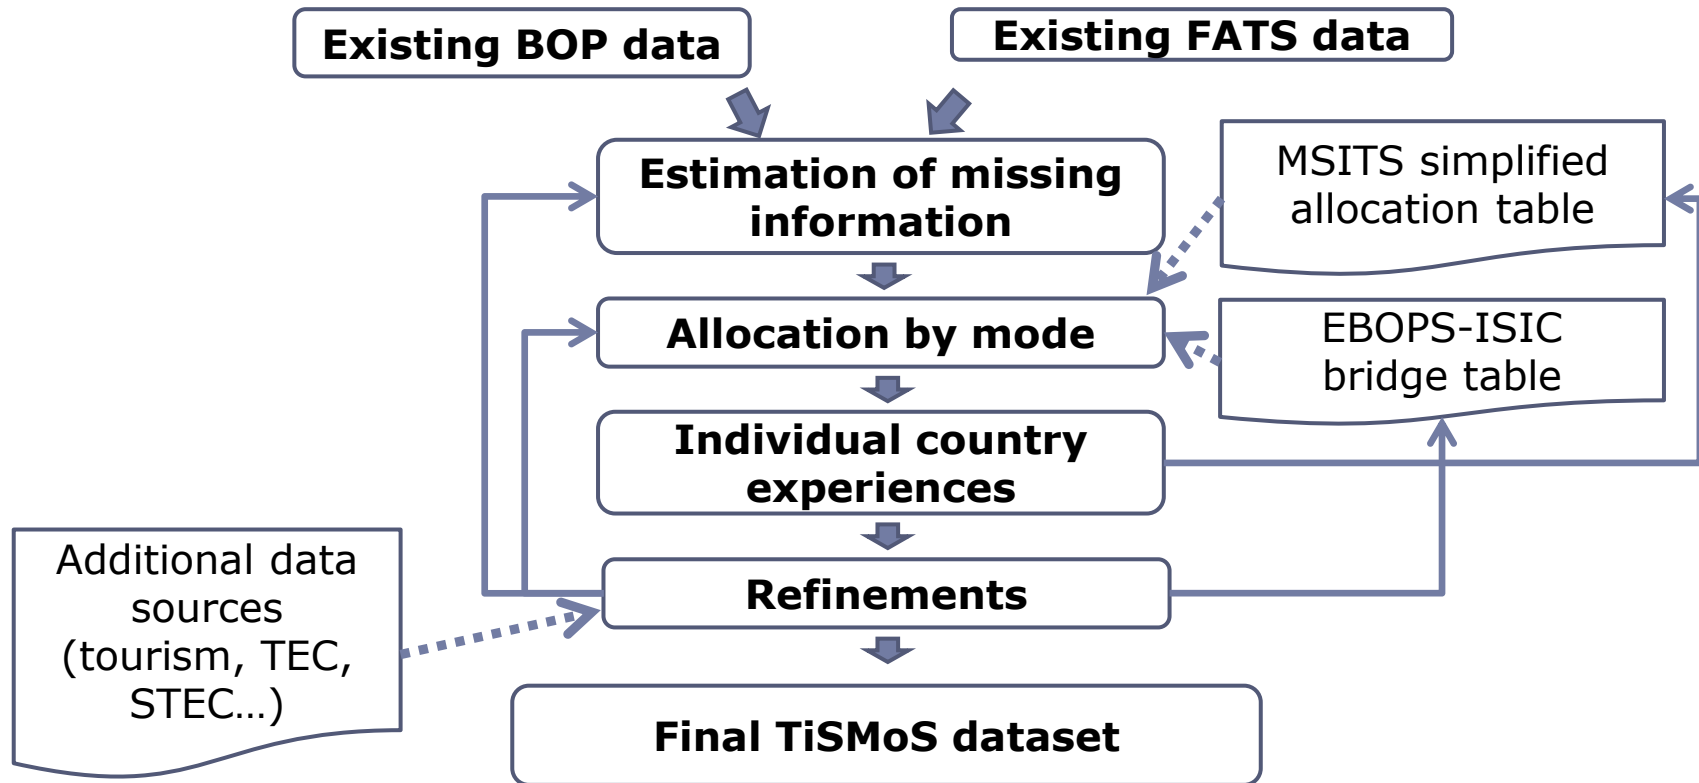 Existing BOP data
Existing FATS data
Estimation of missing
information
MSITS simplified
allocation table
Allocation by mode
EBOPS-ISIC
bridge table
Individual country
experiences
Additional data
sources
(tourism, TEC,
STEC…)
Refinements
Final TiSMoS dataset